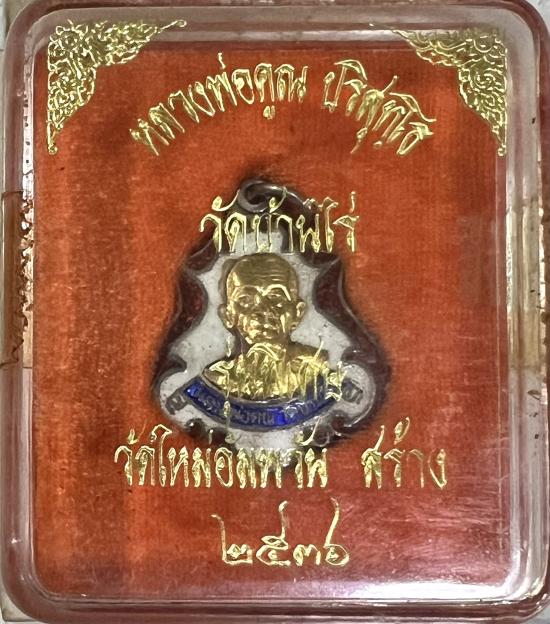 หลวงพ่อคูณ ปริสุทฺโธ
วัดบ้านไร่
วัดใหม่อัมพวัน สร้าง
๒๕๓๖